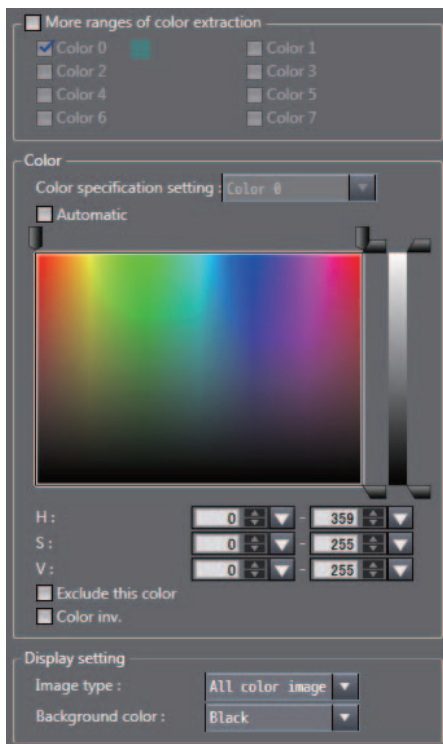 More ranges of color extraction
Color 0 Color 1
Color 2 Color 3
Color 4 Color 5
Color 6 Color 7
Color
Color specification setting : Color 0
Automatic
H : 0 - 359
S : 0 - 255
V : 0 - 255
Exclude this color
Color inv.
Display setting
Image type : All color image
Background color : Black